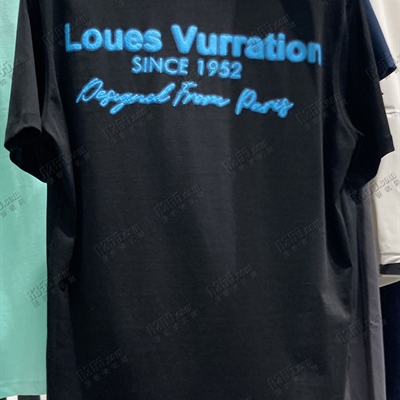 Loues Vurration
SINCE 1952
Designed From Paris